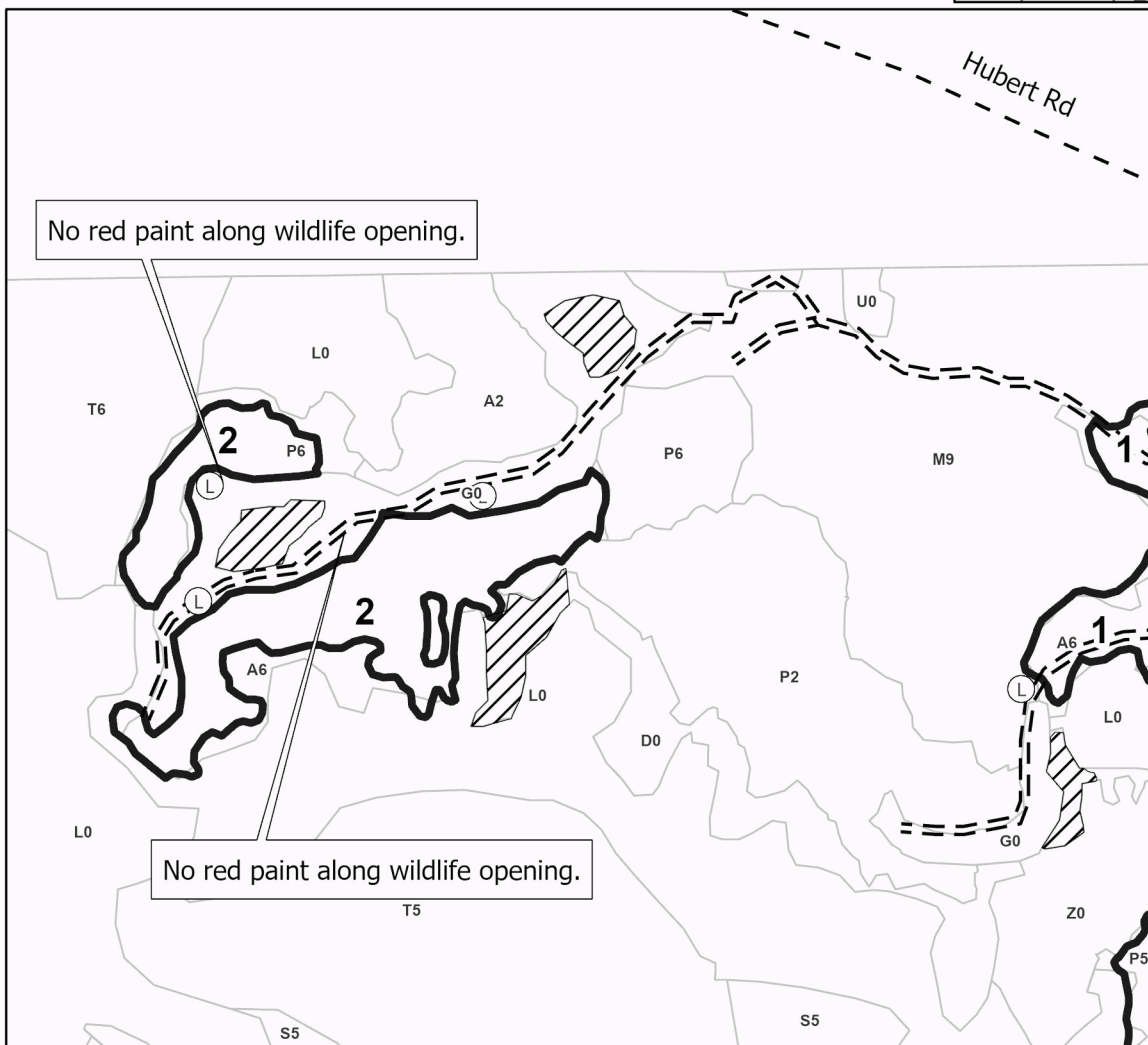 Hubert Rd
No red paint along wildlife opening.
U0
L0
T6
A2
2
P6
P6
M9
1
L
G0
L
L
2
1
A6
A6
P2
L
L0
L0
D0
L0
G0
No red paint along wildlife opening.
T5
Z0
P5
S5
S5